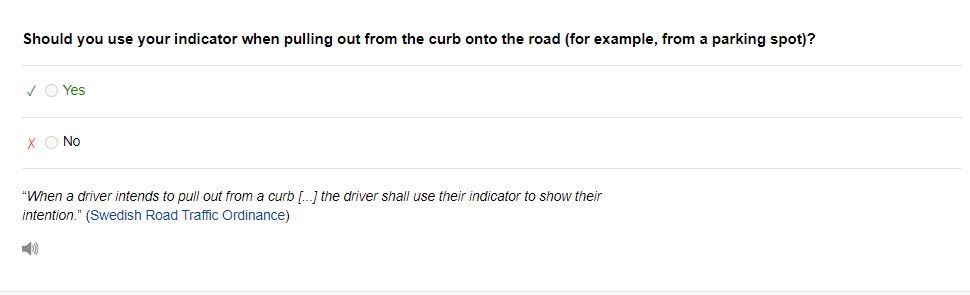 Should you use your indicator when pulling out from the curb onto the road (for example, from a parking spot)?
✓ Yes
X No
“When a driver intends to pull out from a curb [...] the driver shall use their indicator to show their
intention.” (Swedish Road Traffic Ordinance)